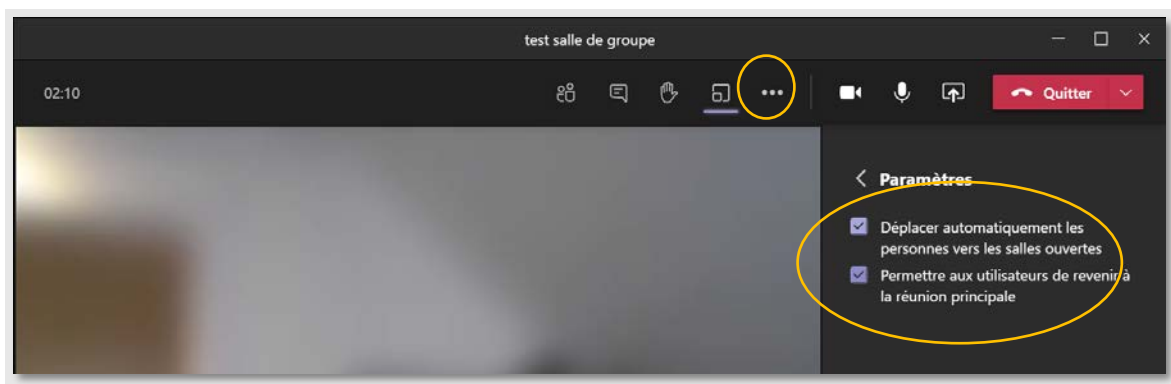 test salle de groupe
02:10
Quitter
Paramètres
Déplacer automatiquement les
personnes vers les salles ouvertes
Permettre aux utilisateurs de revenir à
la réunion principale